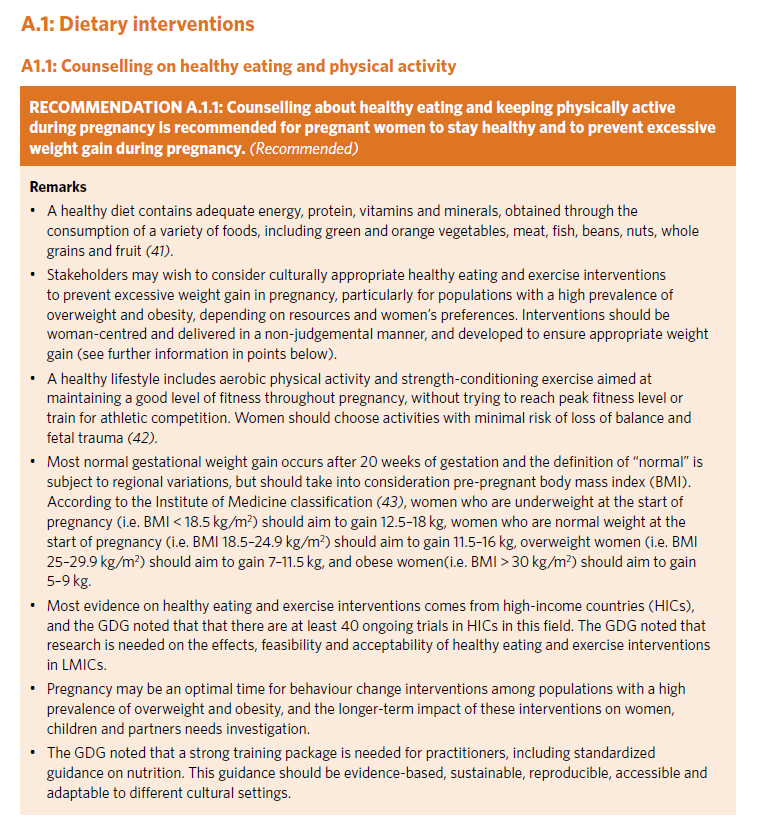 A.1: Dietary interventions
A1.1: Counselling on healthy eating and physical activity
RECOMMENDATION A.1.1: Counselling about healthy eating and keeping physically active
during pregnancy is recommended for pregnant women to stay healthy and to prevent excessive
weight gain during pregnancy. (Recommended)
Remarks
• A healthy diet contains adequate energy, protein, vitamins and minerals, obtained through the
consumption of a variety of foods, including green and orange vegetables, meat, fish, beans, nuts, whole
grains and fruit (41).
• Stakeholders may wish to consider culturally appropriate healthy eating and exercise interventions
to prevent excessive weight gain in pregnancy, particularly for populations with a high prevalence of
overweight and obesity, depending on resources and women's preferences. Interventions should be
woman-centred and delivered in a non-judgemental manner, and developed to ensure appropriate weight
gain (see further information in points below).
• A healthy lifestyle includes aerobic physical activity and strength-conditioning exercise aimed at
maintaining a good level of fitness throughout pregnancy, without trying to reach peak fitness level or
train for athletic competition. Women should choose activities with minimal risk of loss of balance and
fetal trauma (42).
• Most normal gestational weight gain occurs after 20 weeks of gestation and the definition of "normal" is
subject to regional variations, but should take into consideration pre-pregnant body mass index (BMI).
According to the Institute of Medicine classification (43), women who are underweight at the start of
pregnancy (i.e. BMI < 18.5 kg/m²) should aim to gain 12.5–18 kg, women who are normal weight at the
start of pregnancy (i.e. BMI 18.5–24.9 kg/m²) should aim to gain 11.5–16 kg, overweight women (i.e. BMI
25–29.9 kg/m²) should aim to gain 7–11.5 kg, and obese women(i.e. BMI > 30 kg/m²) should aim to gain
5–9 kg.
• Most evidence on healthy eating and exercise interventions comes from high-income countries (HICs),
and the GDG noted that that there are at least 40 ongoing trials in HICs in this field. The GDG noted that
research is needed on the effects, feasibility and acceptability of healthy eating and exercise interventions
in LMICs.
• Pregnancy may be an optimal time for behaviour change interventions among populations with a high
prevalence of overweight and obesity, and the longer-term impact of these interventions on women,
children and partners needs investigation.
• The GDG noted that a strong training package is needed for practitioners, including standardized
guidance on nutrition. This guidance should be evidence-based, sustainable, reproducible, accessible and
adaptable to different cultural settings.